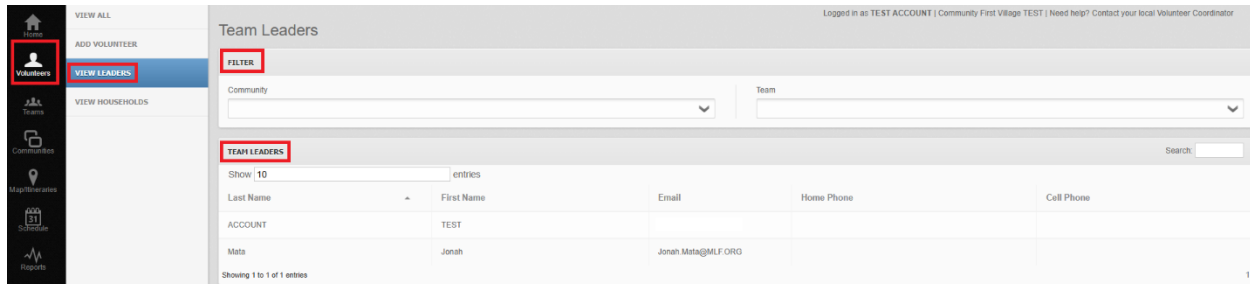 Logged in as TEST ACCOUNT | Community First Village TEST | Need help? Contact your local Volunteer Coordinator
Home
Volunteers
Teams
Communities
Map/Itineraries
31
Schedule
Reports
VIEW ALL
ADD VOLUNTEER
VIEW LEADERS
VIEW HOUSEHOLDS
Team Leaders
FILTER
Community Team
TEAM LEADERS Search:
Show 10 entries
Last Name First Name Email Home Phone Cell Phone
ACCOUNT TEST
Mata Jonah Jonah.Mata@MLF.ORG
Showing 1 to 1 of 1 entries 1